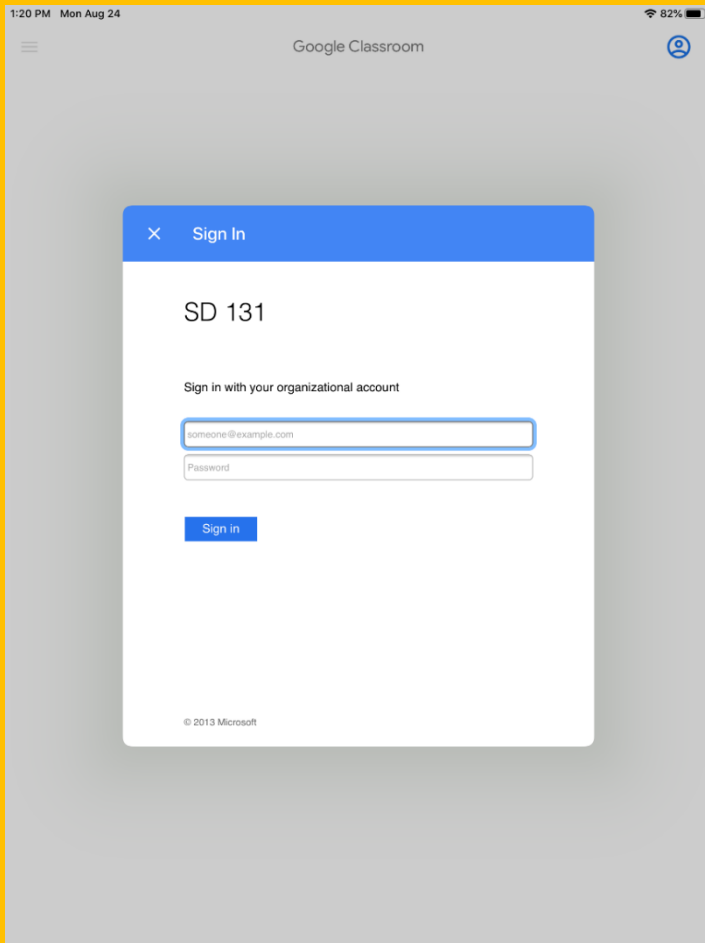 1:20 PM Mon Aug 24 82%
Google Classroom
Sign In
SD 131
Sign in with your organizational account
someone@example.com
Password
Sign in
© 2013 Microsoft